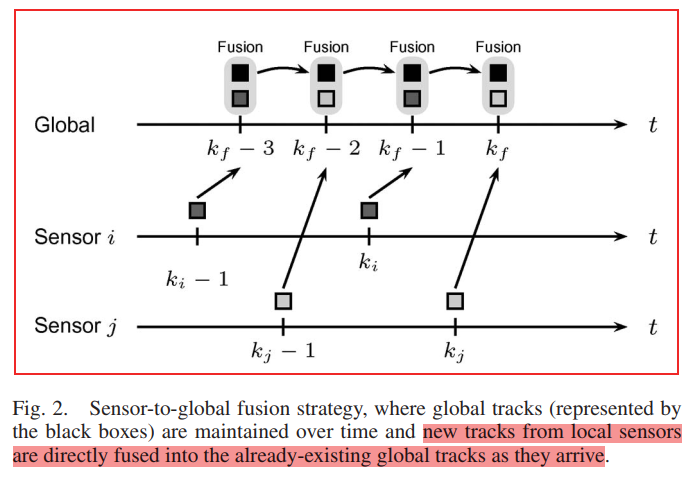 Fusion Fusion Fusion Fusion
Global t
k_f − 3 k_f − 2 k_f − 1 k_f
Sensor i t
k_i − 1 k_i
Sensor j t
k_j − 1 k_j
Fig. 2. Sensor-to-global fusion strategy, where global tracks (represented by
the black boxes) are maintained over time and new tracks from local sensors
are directly fused into the already-existing global tracks as they arrive.